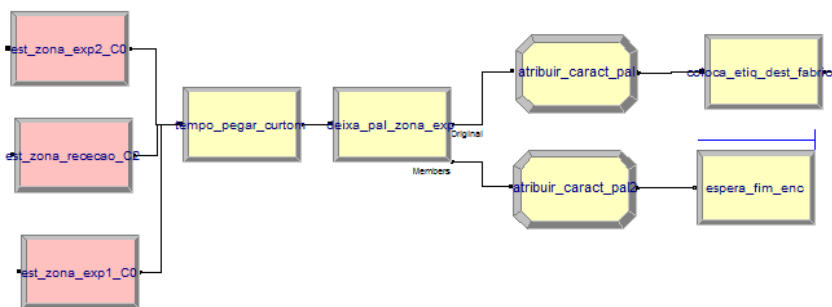 est_zona_exp2_C0
atribuir_caract_pal
coloca_etiq_dest_fabric
tempo_pegar_curtom
deixa_pal_zona_exp
Original
est_zona_rececao_C2
Members
atribuir_caract_pal2
espera_fim_enc
est_zona_exp1_C0